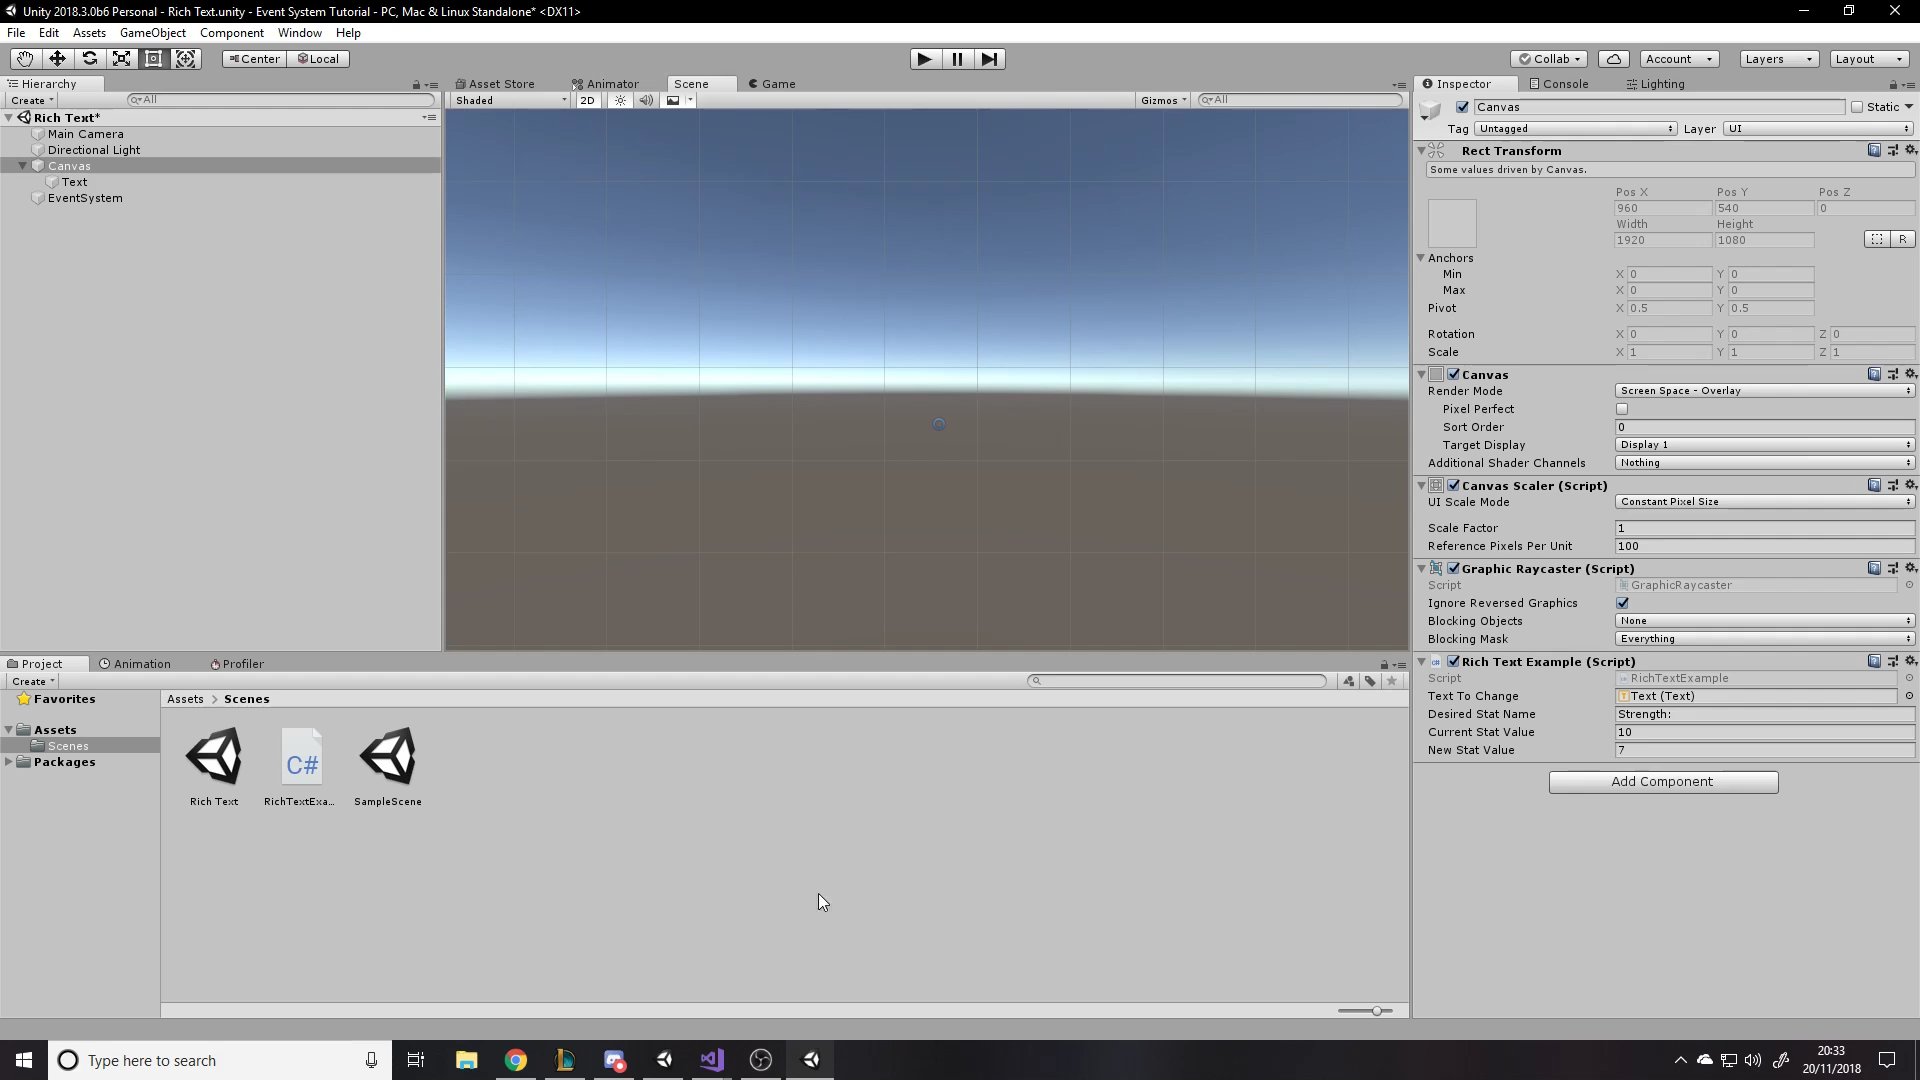 Unity 2018.3.0b6 Personal - Rich Text.unity - Event System Tutorial - PC, Mac & Linux Standalone* <DX11>
File Edit Assets GameObject Component Window Help
Center Local Collab Account Layers Layout
Hierarchy Asset Store Animator Scene Game Inspector Console Lighting
Create All Shaded 2D Gizmos All
Canvas Static
Rich Text*
Main Camera
Directional Light
Canvas
Text
EventSystem
Tag Untagged Layer UI
Rect Transform
Some values driven by Canvas.
Pos X Pos Y Pos Z
960 540 0
Width Height
1920 1080 R
Anchors
Min X 0 Y 0
Max X 0 Y 0
Pivot X 0.5 Y 0.5
Rotation X 0 Y 0 Z 0
Scale X 1 Y 1 Z 1
Canvas
Render Mode Screen Space - Overlay
Pixel Perfect
Sort Order 0
Target Display Display 1
Additional Shader Channels Nothing
Canvas Scaler (Script)
UI Scale Mode Constant Pixel Size
Scale Factor 1
Reference Pixels Per Unit 100
Graphic Raycaster (Script)
Script GraphicRaycaster
Ignore Reversed Graphics
Blocking Objects None
Blocking Mask Everything
Rich Text Example (Script)
Script RichTextExample
Text To Change Text (Text)
Desired Stat Name Strength:
Current Stat Value 10
New Stat Value 7
Add Component
Project Animation Profiler
Create
Favorites
Assets
Scenes
Packages
Assets > Scenes
C#
Rich Text RichTextExa... SampleScene
Type here to search
20:33
20/11/2018